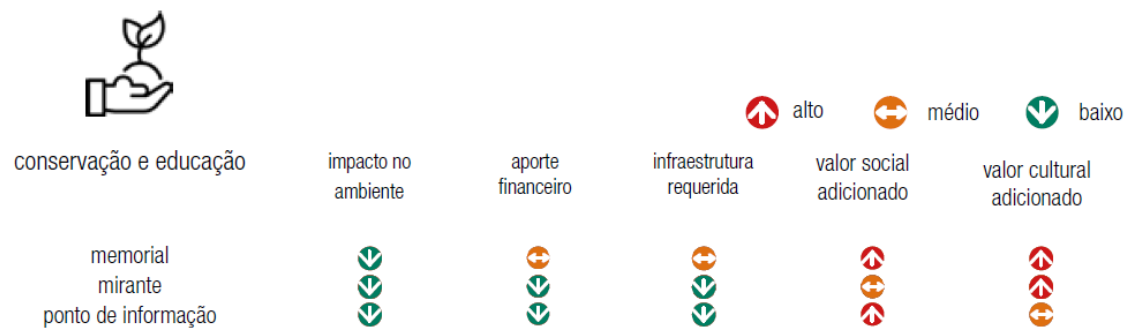 alto médio baixo
conservação e educação
impacto no
ambiente
aporte
financeiro
infraestrutura
requerida
valor social
adicionado
valor cultural
adicionado
memorial
mirante
ponto de informação